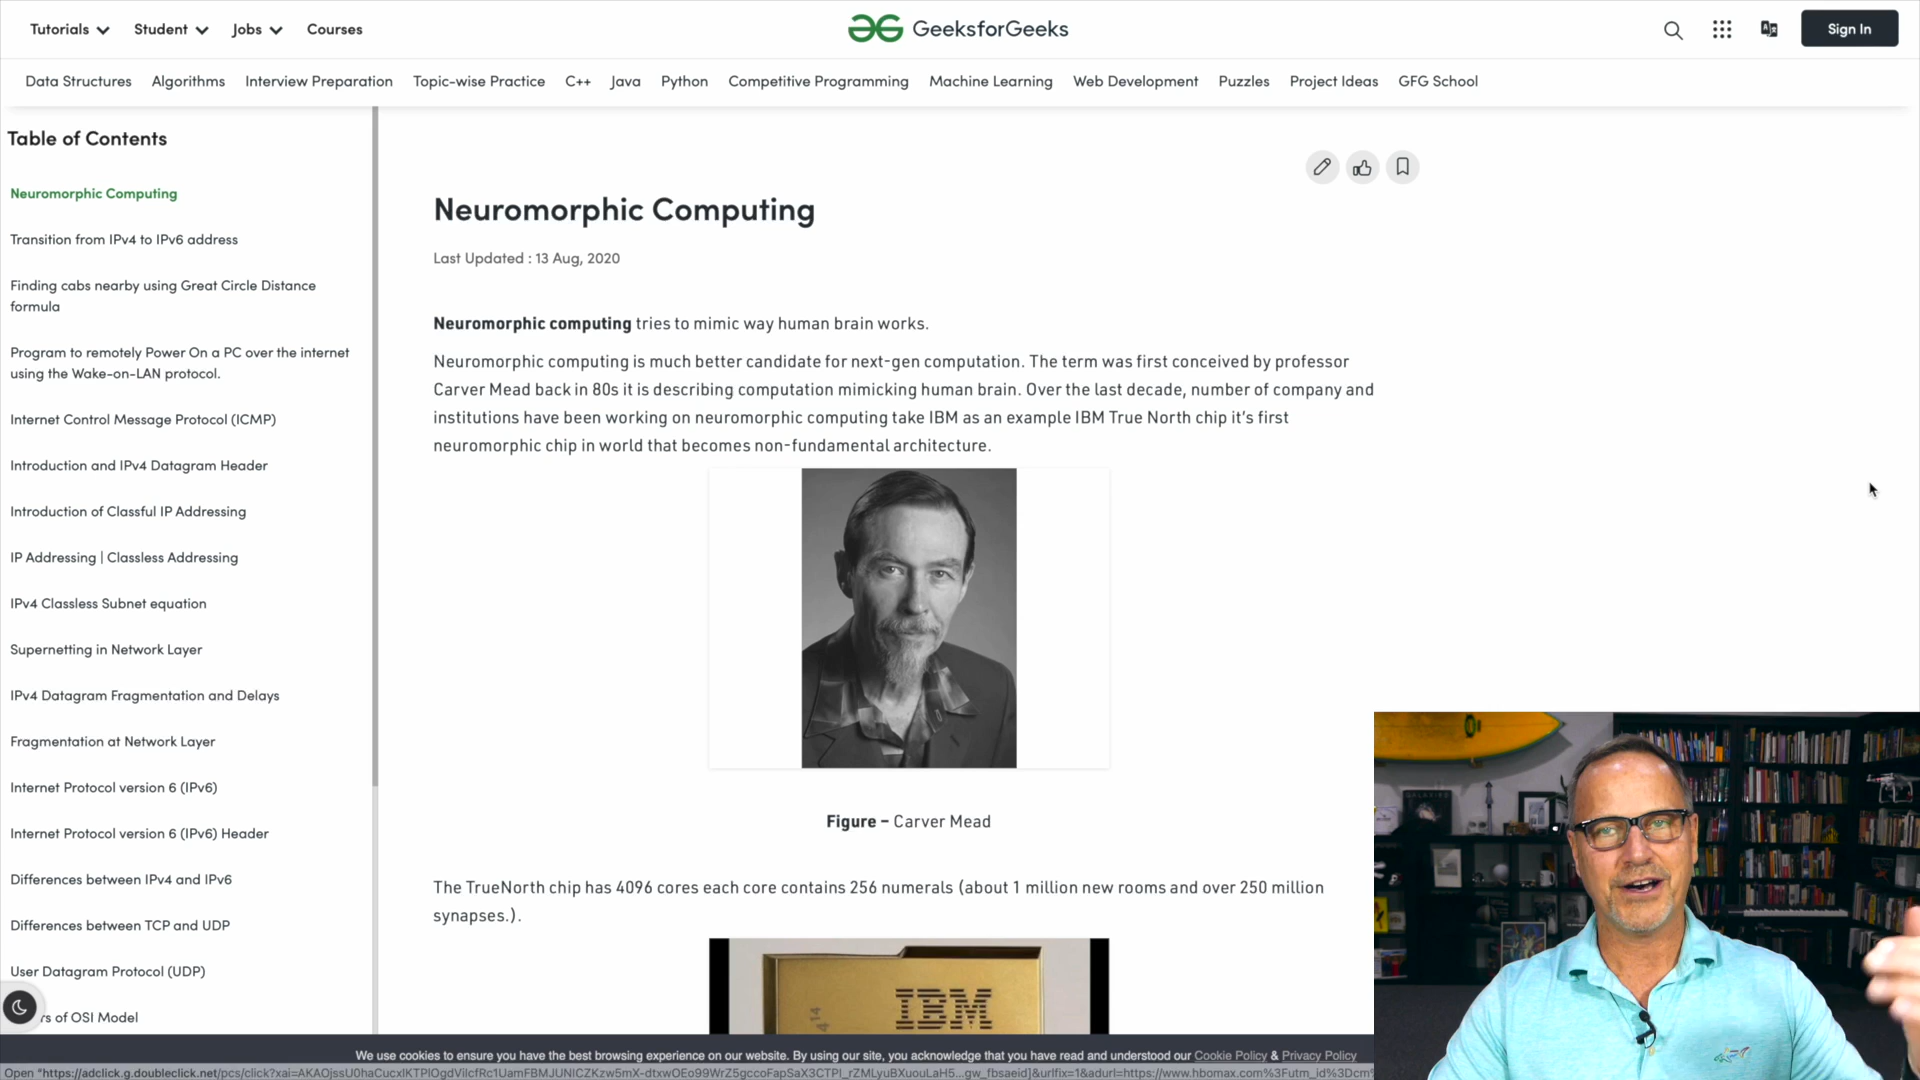 Tutorials Student Jobs Courses
GeeksforGeeks
Sign In
Data Structures Algorithms Interview Preparation Topic-wise Practice C++ Java Python Competitive Programming Machine Learning Web Development Puzzles Project Ideas GFG School
Table of Contents
Neuromorphic Computing
Transition from IPv4 to IPv6 address
Finding cabs nearby using Great Circle Distance
formula
Program to remotely Power On a PC over the internet
using the Wake-on-LAN protocol.
Internet Control Message Protocol (ICMP)
Introduction and IPv4 Datagram Header
Introduction of Classful IP Addressing
IP Addressing | Classless Addressing
IPv4 Classless Subnet equation
Supernetting in Network Layer
IPv4 Datagram Fragmentation and Delays
Fragmentation at Network Layer
Internet Protocol version 6 (IPv6)
Internet Protocol version 6 (IPv6) Header
Differences between IPv4 and IPv6
Differences between TCP and UDP
User Datagram Protocol (UDP)
rs of OSI Model
Neuromorphic Computing
Last Updated : 13 Aug, 2020
Neuromorphic computing tries to mimic way human brain works.
Neuromorphic computing is much better candidate for next-gen computation. The term was first conceived by professor
Carver Mead back in 80s it is describing computation mimicking human brain. Over the last decade, number of company and
institutions have been working on neuromorphic computing take IBM as an example IBM True North chip it's first
neuromorphic chip in world that becomes non-fundamental architecture.
Figure – Carver Mead
The TrueNorth chip has 4096 cores each core contains 256 numerals (about 1 million new rooms and over 250 million
synapses.).
IBM
We use cookies to ensure you have the best browsing experience on our website. By using our site, you acknowledge that you have read and understood our Cookie Policy & Privacy Policy